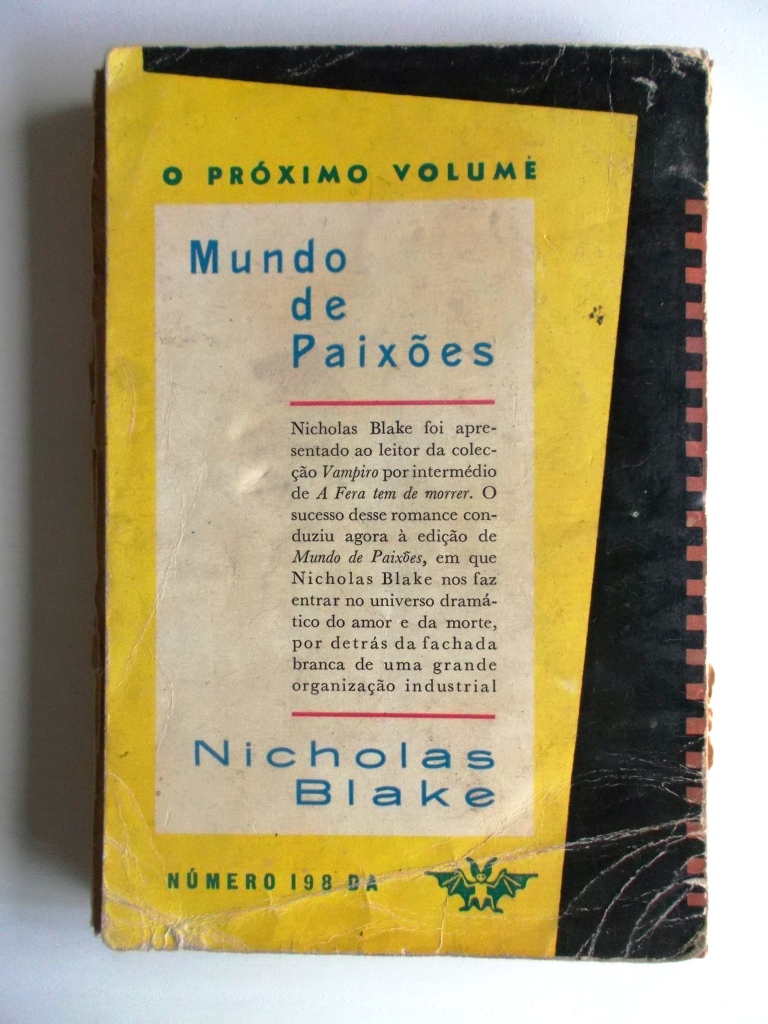 O PRÓXIMO VOLUME
Mundo
de
Paixões
Nicholas Blake foi apre-
sentado ao leitor da colec-
ção Vampiro por intermédio
de A Fera tem de morrer. O
sucesso desse romance con-
duziu agora à edição de
Mundo de Paixões, em que
Nicholas Blake nos faz
entrar no universo dramá-
tico do amor e da morte,
por detrás da fachada
branca de uma grande
organização industrial
Nicholas
Blake
NÚMERO 198 DA